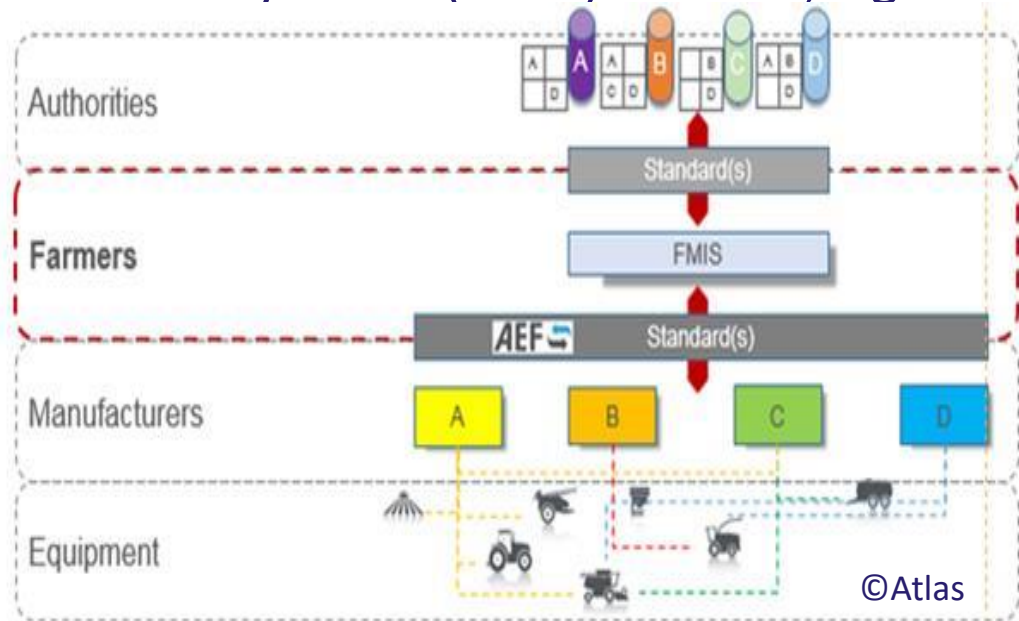 A
D
A
A
C D
B
B
D
C
A B
D
D
Authorities
Standard(s)
Farmers
FMIS
AEF
Standard(s)
Manufacturers
A
B
C
D
Equipment
©Atlas